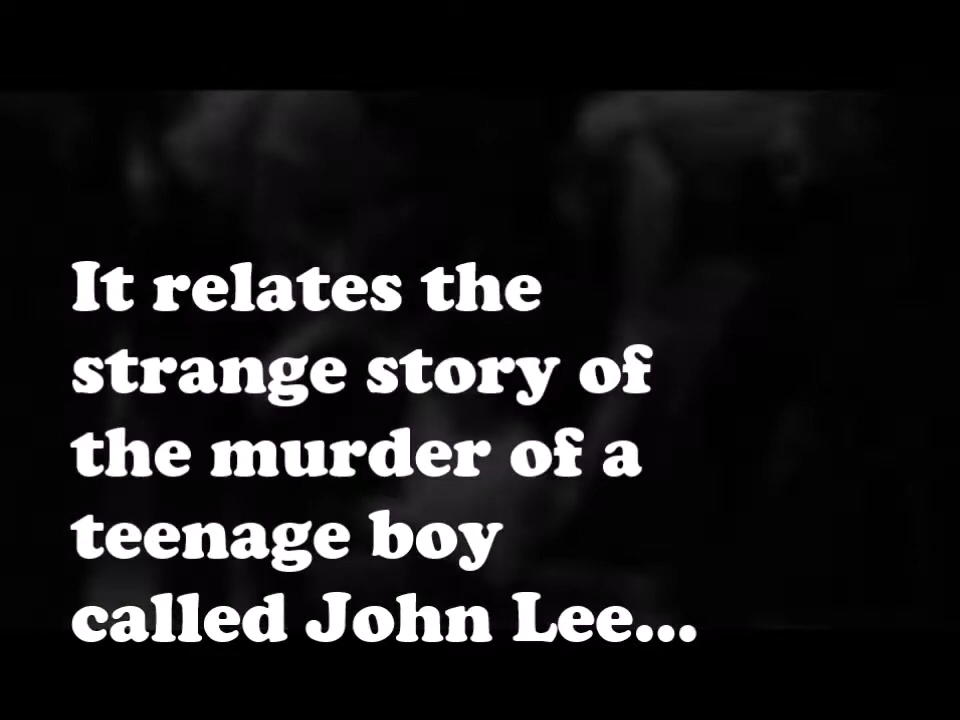 It relates the
strange story of
the murder of a
teenage boy
called John Lee...